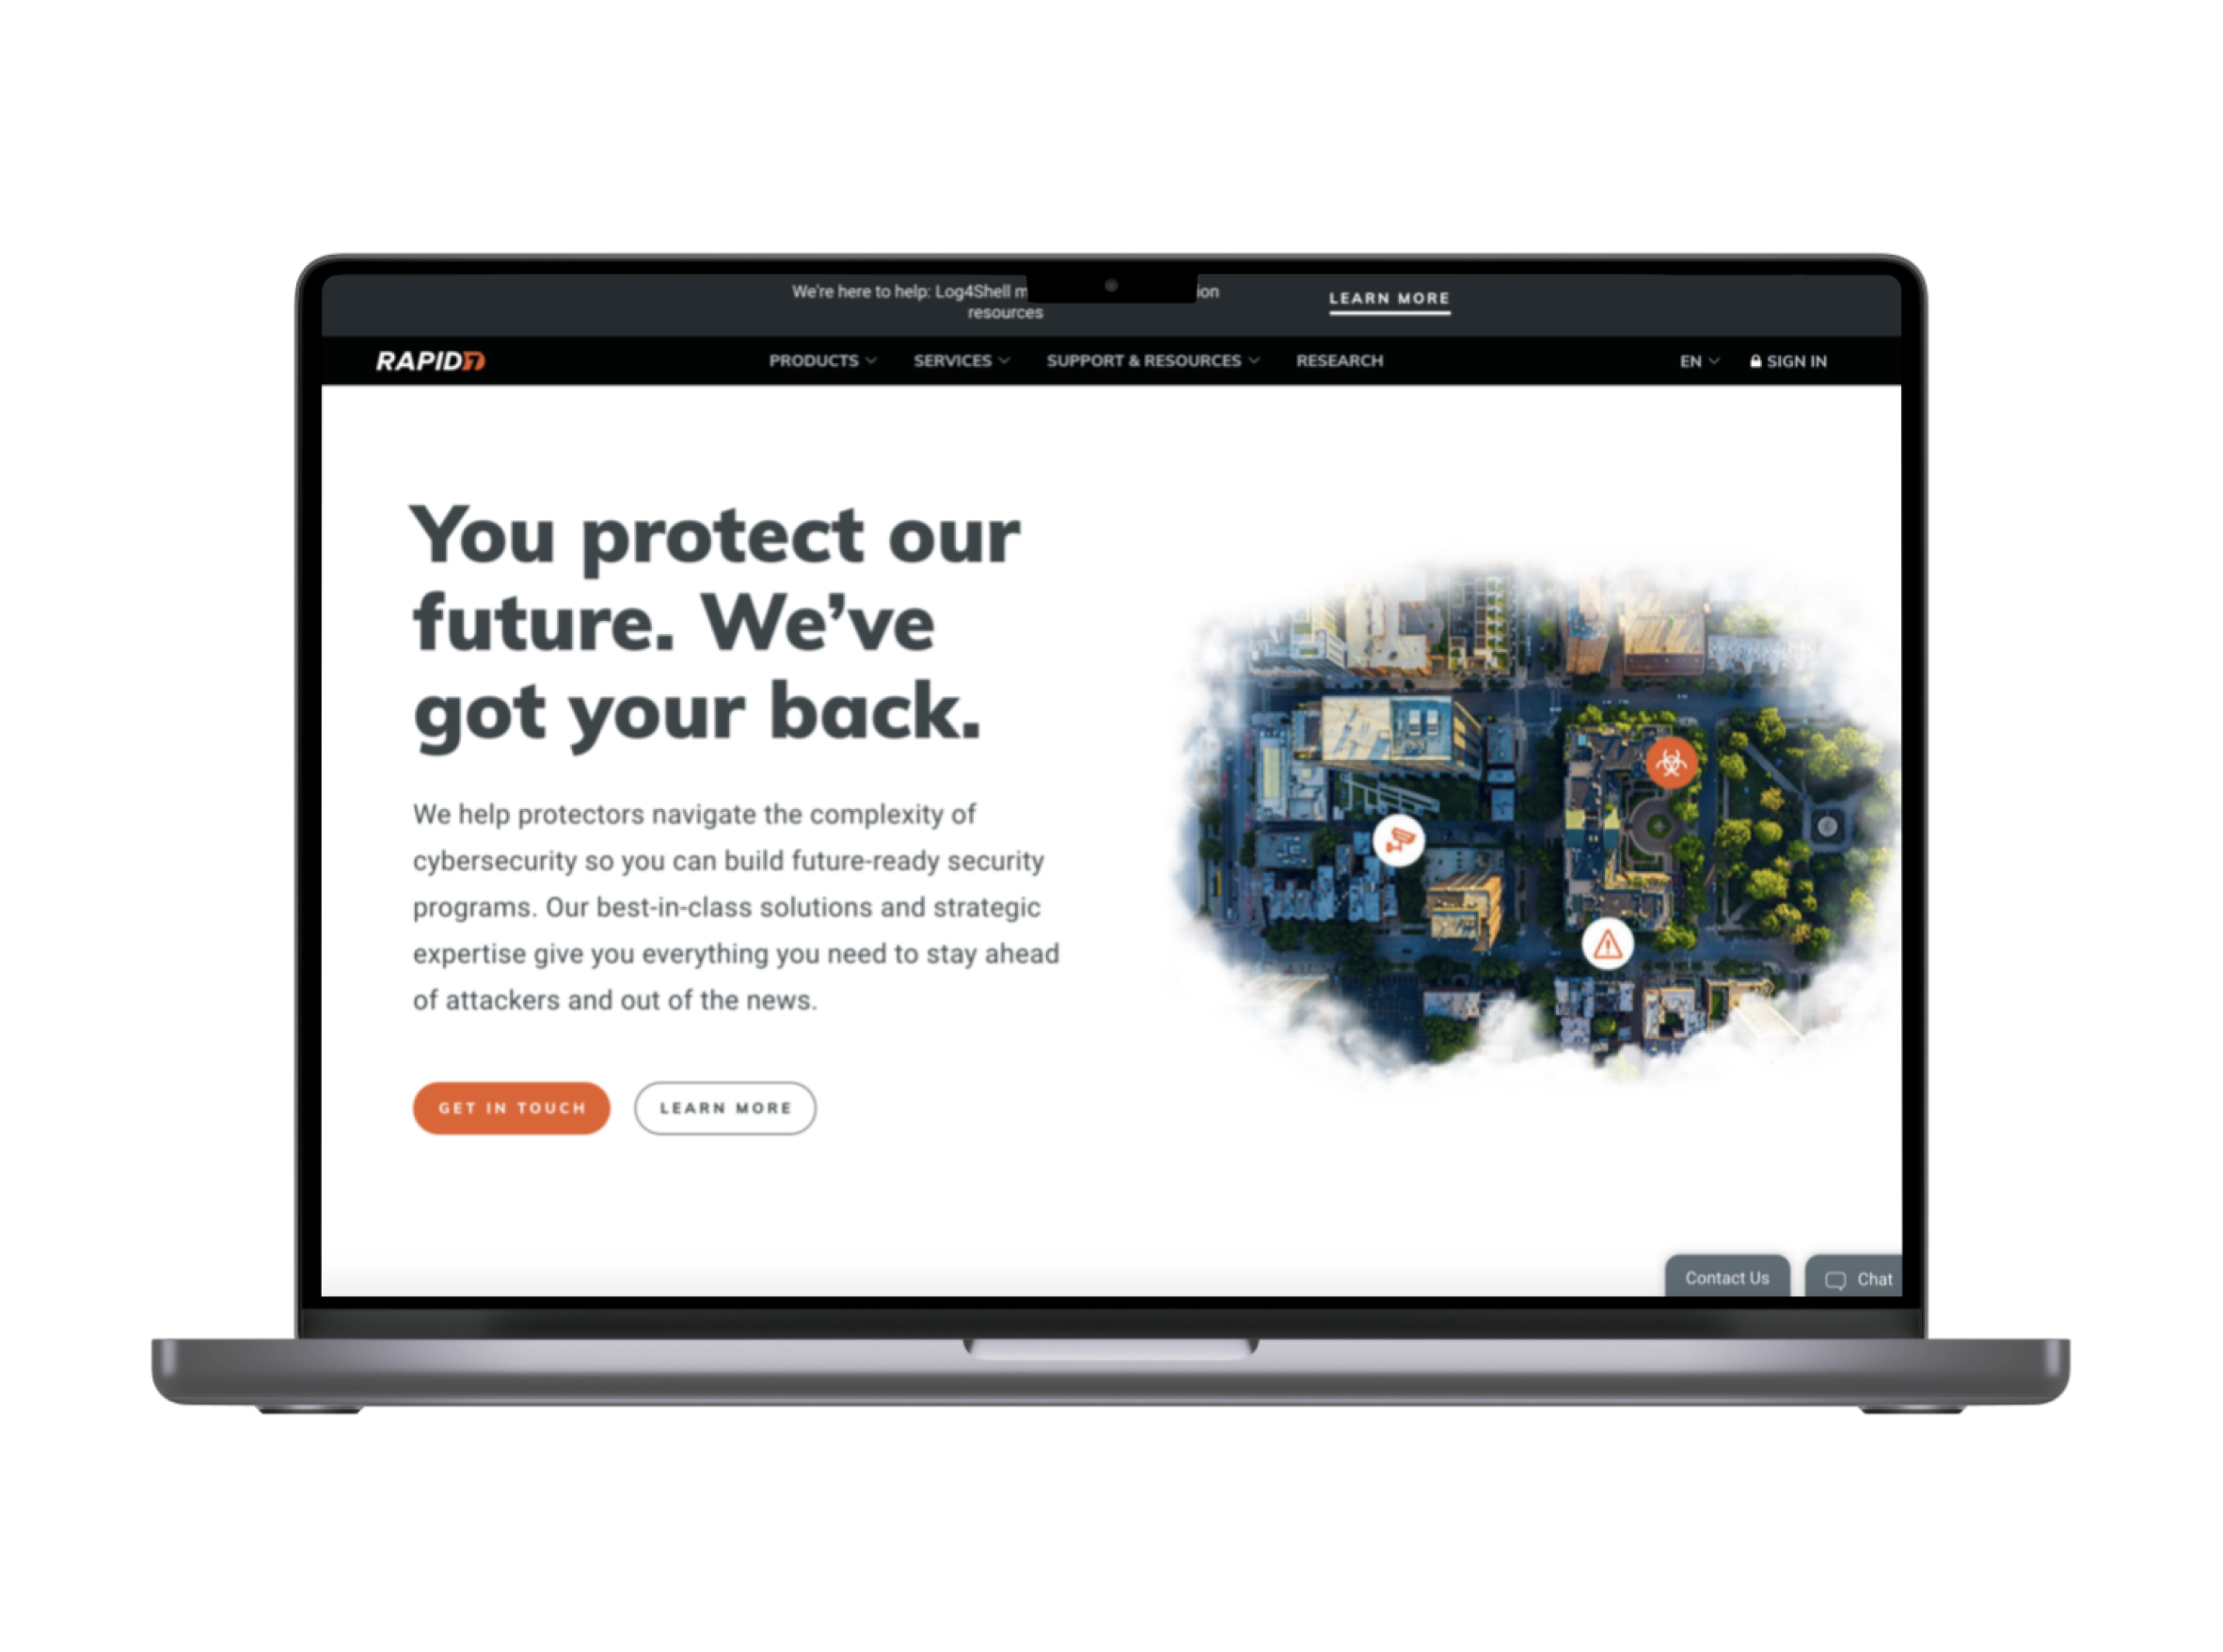 We're here to help: Log4Shell
resources
LEARN MORE
RAPID7
PRODUCTS
SERVICES
SUPPORT & RESOURCES
RESEARCH
EN
SIGN IN
You protect our
future. We've
got your back.
We help protectors navigate the complexity of
cybersecurity so you can build future-ready security
programs. Our best-in-class solutions and strategic
expertise give you everything you need to stay ahead
of attackers and out of the news.
GET IN TOUCH
LEARN MORE
Contact Us
Chat